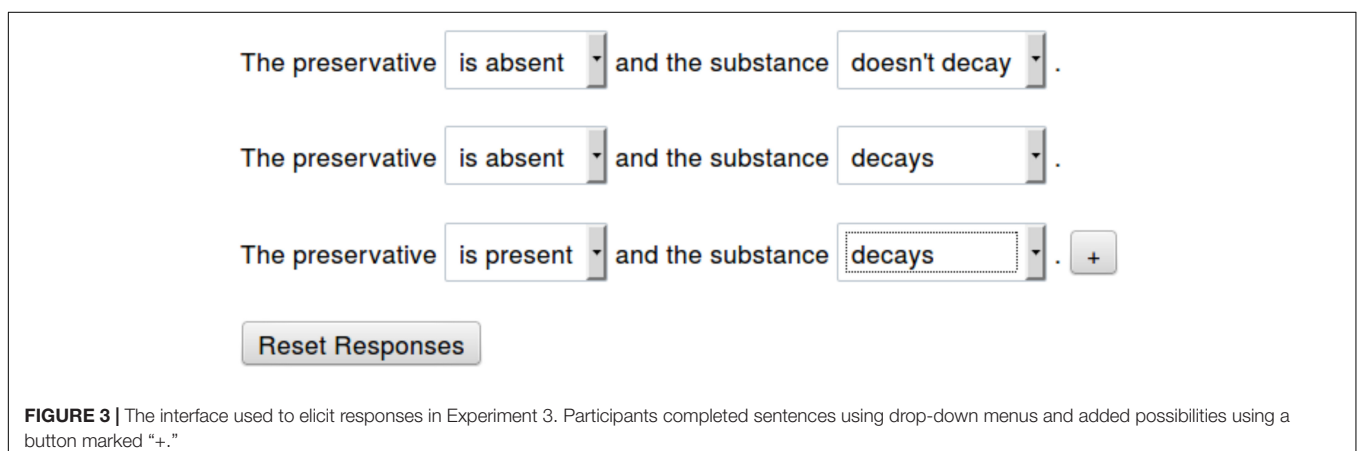 The preservative is absent and the substance doesn't decay .
The preservative is absent and the substance decays .
The preservative is present and the substance decays . +
Reset Responses
FIGURE 3 | The interface used to elicit responses in Experiment 3. Participants completed sentences using drop-down menus and added possibilities using a
button marked “+.”